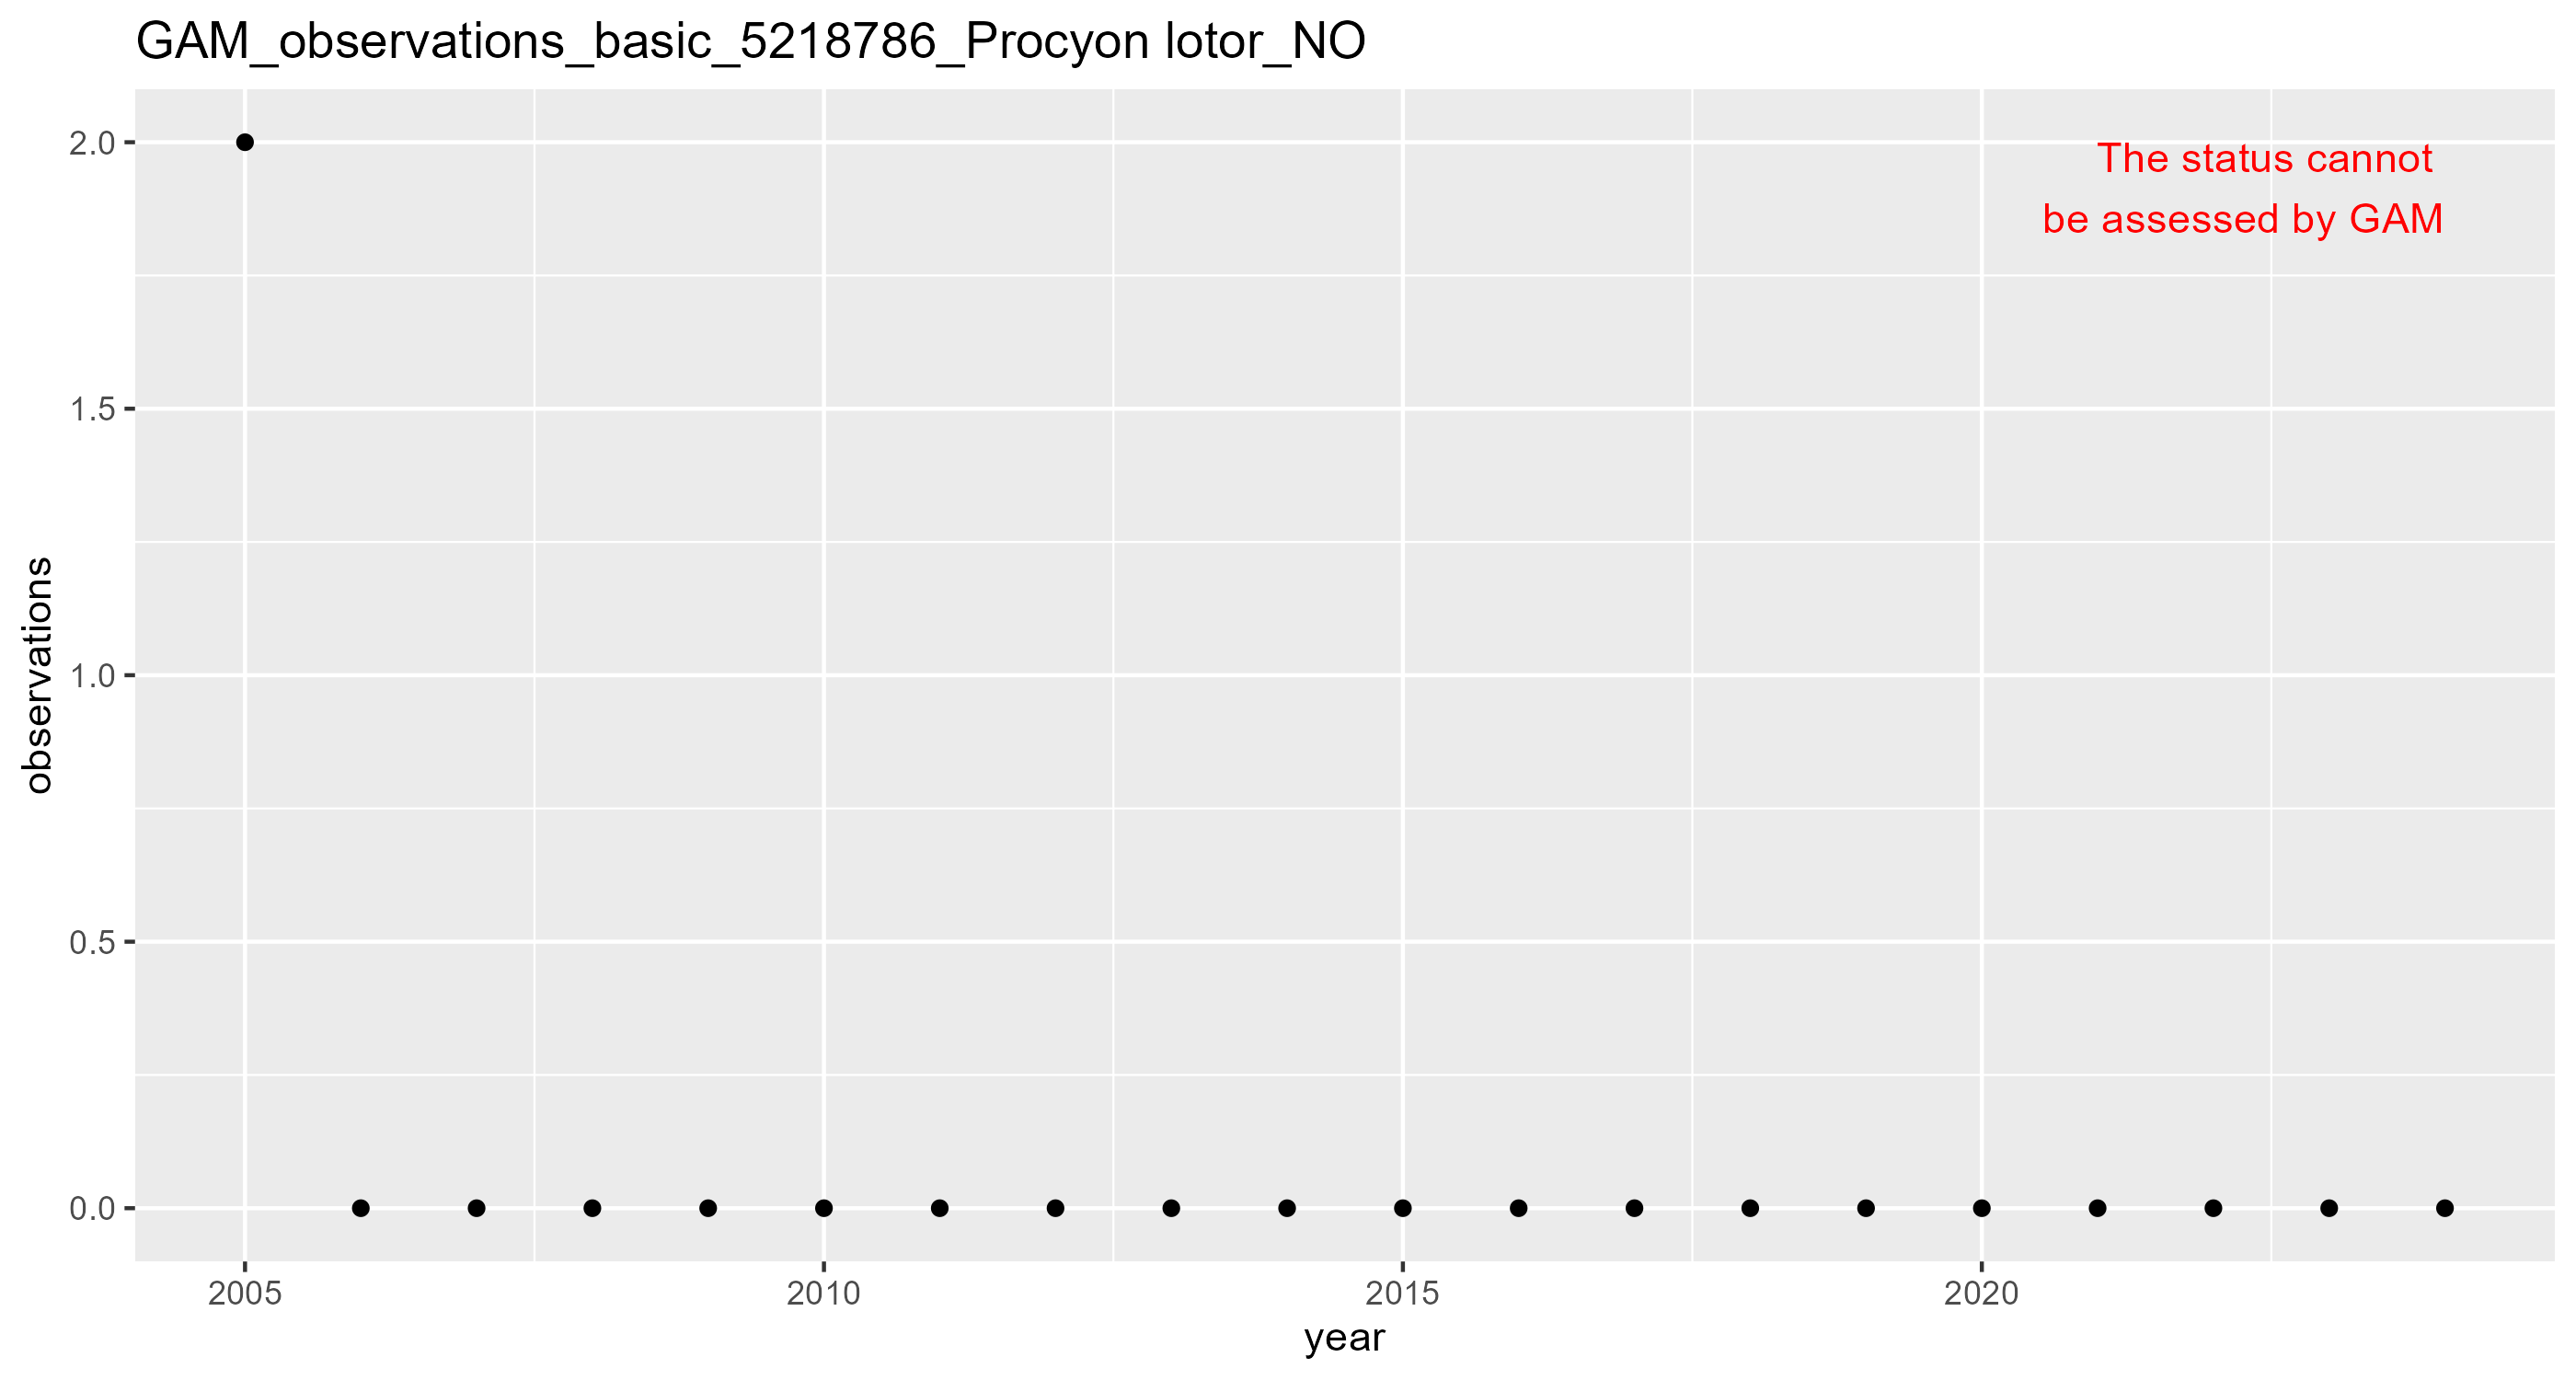 GAM_observations_basic_5218786_Procyon lotor_NO
2.0
The status cannot
be assessed by GAM
1.5
1.0
observations
0.5
0.0
2005 2010 2015 2020
year